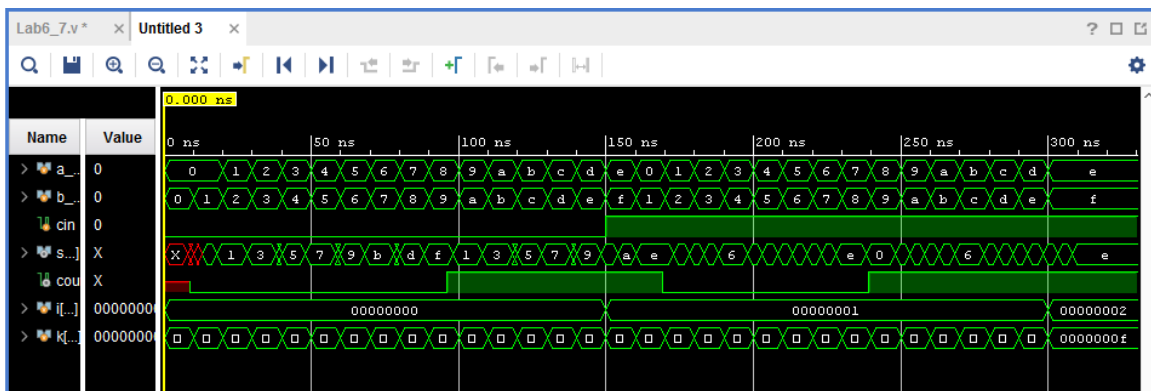 Lab6_7.v* × Untitled 3 × ?
0.000 ns
Name Value 0 ns 50 ns 100 ns 150 ns 200 ns 250 ns 300 ns
> a_... 0 0 1 2 3 4 5 6 7 8 9 a b c d e 0 1 2 3 4 5 6 7 8 9 a b c d e
> b_... 0 0 1 2 3 4 5 6 7 8 9 a b c d e f 1 2 3 4 5 6 7 8 9 a b c d e f
cin 0
> s...] X X 1 3 5 7 9 b d f 1 3 5 7 9 a e 6 e 0 6 e
cou X
> i[...] 00000000 00000000 00000001 00000002
> k[...] 00000000 0000000f